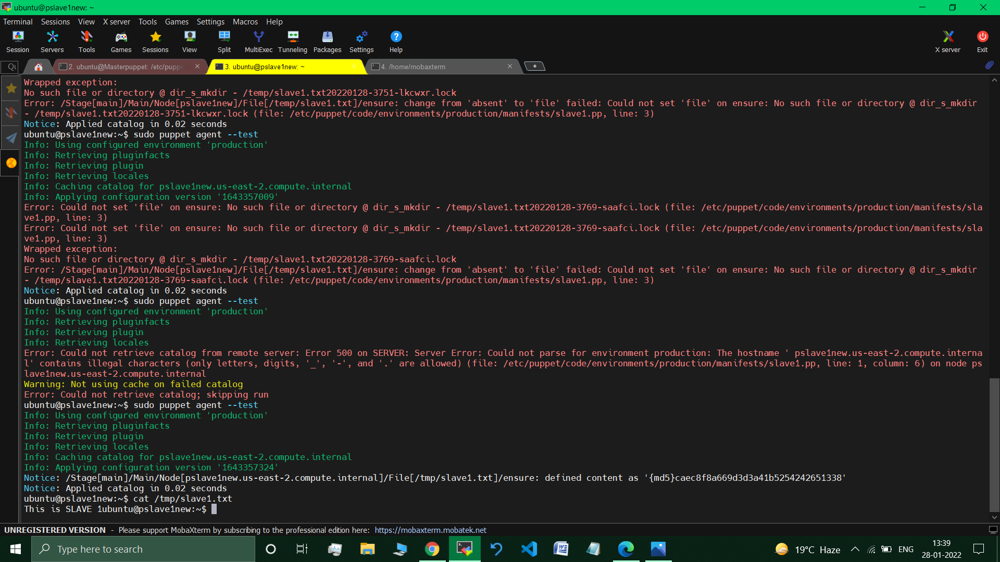 ubuntu@pslave1new: ~
Terminal Sessions View X server Tools Games Settings Macros Help
Session Servers Tools Games Sessions View Split MultiExec Tunneling Packages Settings Help X server Exit
Qu 2. ubuntu@Masterpuppet: /etc/pupp 3. ubuntu@pslave1new: ~ 4. /home/mobaxterm
Wrapped exception:
No such file or directory @ dir_s_mkdir - /temp/slave1.txt20220128-3751-lkcwxr.lock
Error: /Stage[main]/Main/Node[pslave1new]/File[/temp/slave1.txt]/ensure: change from 'absent' to 'file' failed: Could not set 'file' on ensure: No such file or directory @ dir_s_mkdir
- /temp/slave1.txt20220128-3751-lkcwxr.lock (file: /etc/puppet/code/environments/production/manifests/slave1.pp, line: 3)
Notice: Applied catalog in 0.02 seconds
ubuntu@pslave1new:~$ sudo puppet agent --test
Info: Using configured environment 'production'
Info: Retrieving pluginfacts
Info: Retrieving plugin
Info: Retrieving locales
Info: Caching catalog for pslave1new.us-east-2.compute.internal
Info: Applying configuration version '1643357009'
Error: Could not set 'file' on ensure: No such file or directory @ dir_s_mkdir - /temp/slave1.txt20220128-3769-saafci.lock (file: /etc/puppet/code/environments/production/manifests/sla
ve1.pp, line: 3)
Error: Could not set 'file' on ensure: No such file or directory @ dir_s_mkdir - /temp/slave1.txt20220128-3769-saafci.lock (file: /etc/puppet/code/environments/production/manifests/sla
ve1.pp, line: 3)
Wrapped exception:
No such file or directory @ dir_s_mkdir - /temp/slave1.txt20220128-3769-saafci.lock
Error: /Stage[main]/Main/Node[pslave1new]/File[/temp/slave1.txt]/ensure: change from 'absent' to 'file' failed: Could not set 'file' on ensure: No such file or directory @ dir_s_mkdir
- /temp/slave1.txt20220128-3769-saafci.lock (file: /etc/puppet/code/environments/production/manifests/slave1.pp, line: 3)
Notice: Applied catalog in 0.02 seconds
ubuntu@pslave1new:~$ sudo puppet agent --test
Info: Using configured environment 'production'
Info: Retrieving pluginfacts
Info: Retrieving plugin
Info: Retrieving locales
Error: Could not retrieve catalog from remote server: Error 500 on SERVER: Server Error: Could not parse for environment production: The hostname ' pslave1new.us-east-2.compute.interna
l' contains illegal characters (only letters, digits, '_', '-', and '.' are allowed) (file: /etc/puppet/code/environments/production/manifests/slave1.pp, line: 1, column: 6) on node ps
lave1new.us-east-2.compute.internal
Warning: Not using cache on failed catalog
Error: Could not retrieve catalog; skipping run
ubuntu@pslave1new:~$ sudo puppet agent --test
Info: Using configured environment 'production'
Info: Retrieving pluginfacts
Info: Retrieving plugin
Info: Retrieving locales
Info: Caching catalog for pslave1new.us-east-2.compute.internal
Info: Applying configuration version '1643357324'
Notice: /Stage[main]/Main/Node[pslave1new.us-east-2.compute.internal]/File[/tmp/slave1.txt]/ensure: defined content as '{md5}caec8f8a669d3d3a41b5254242651338'
Notice: Applied catalog in 0.02 seconds
ubuntu@pslave1new:~$ cat /tmp/slave1.txt
This is SLAVE 1ubuntu@pslave1new:~$
UNREGISTERED VERSION - Please support MobaXterm by subscribing to the professional edition here: https://mobaxterm.mobatek.net
Type here to search
19°C Haze ENG 13:39
28-01-2022